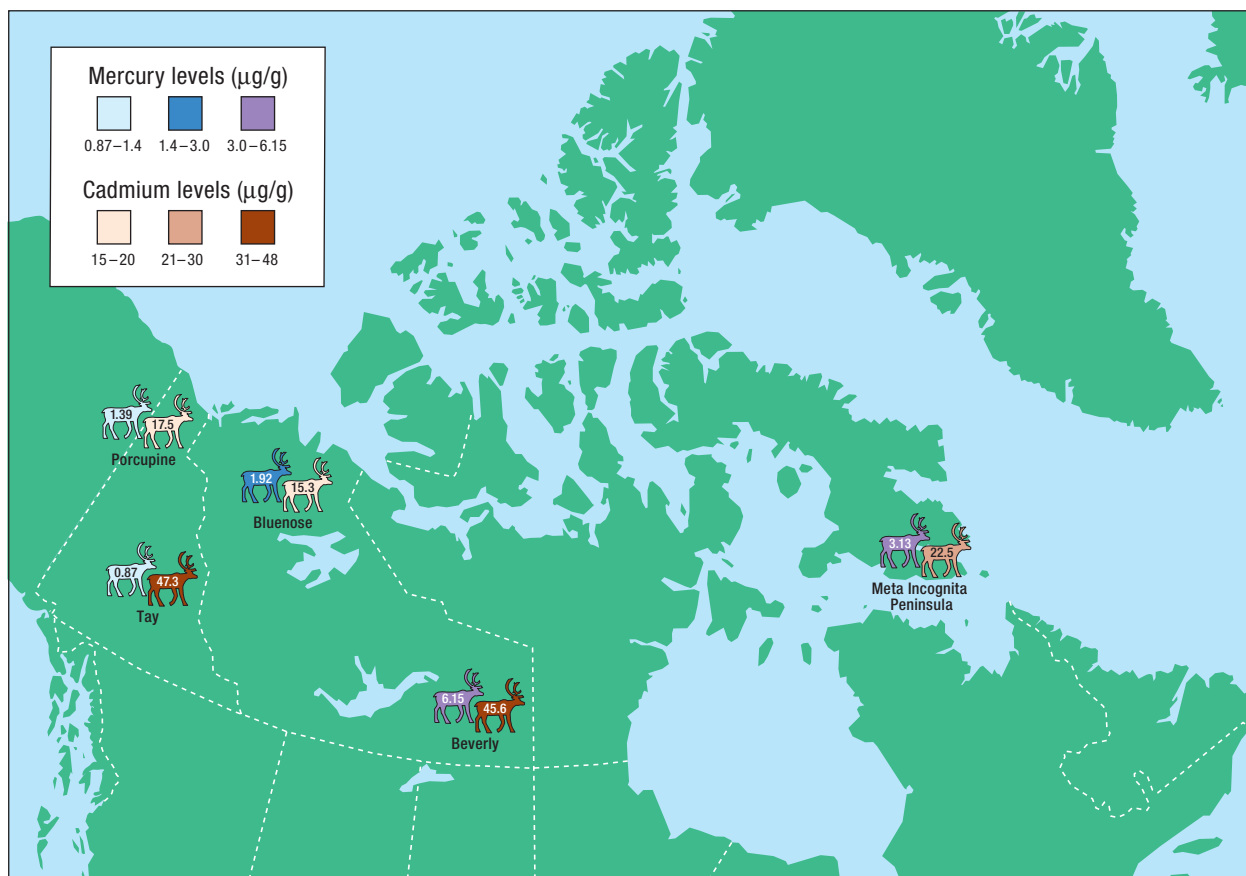 Mercury levels (µg/g)
0.87–1.4 1.4–3.0 3.0–6.15
Cadmium levels (µg/g)
15–20 21–30 31–48
1.39
17.5
Porcupine
1.92
15.3
Bluenose
0.87
47.3
Tay
3.13
22.5
Meta Incognita
Peninsula
6.15
45.6
Beverly